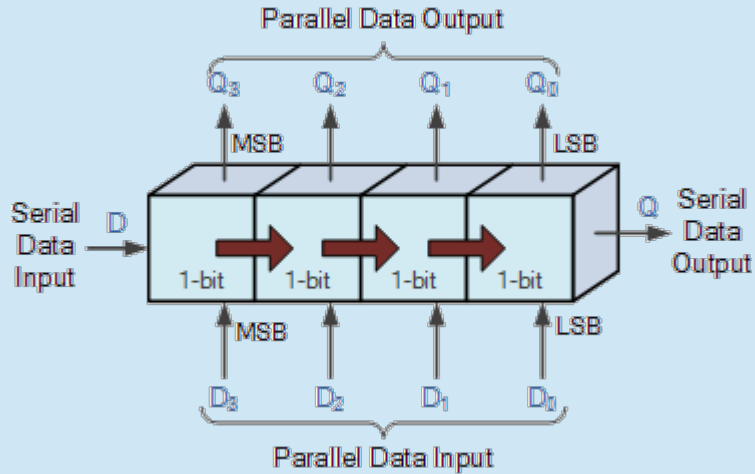 Parallel Data Output
Q3 Q2 Q1 Q0
MSB LSB
Serial
Data
Input
D
Q
Serial
Data
Output
1-bit 1-bit 1-bit 1-bit
MSB LSB
D3 D2 D1 D0
Parallel Data Input